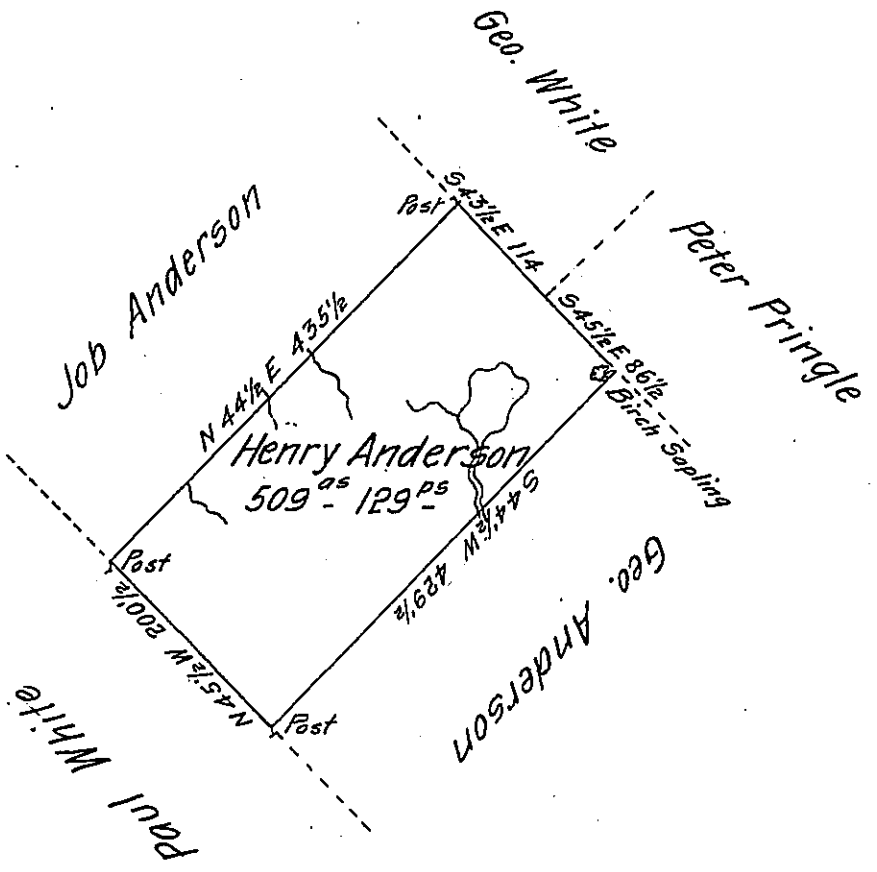 Geo. White
Job Anderson
Post
S 43½ E 114
Peter Pringle
S 45½ E 86½
Birch Sapling
N 44½ E 435½
Henry Anderson
509 as - 129 ps -
S 44½ W 429½
Post
N 45½ W 200½
Post
Geo. Anderson
Paul White